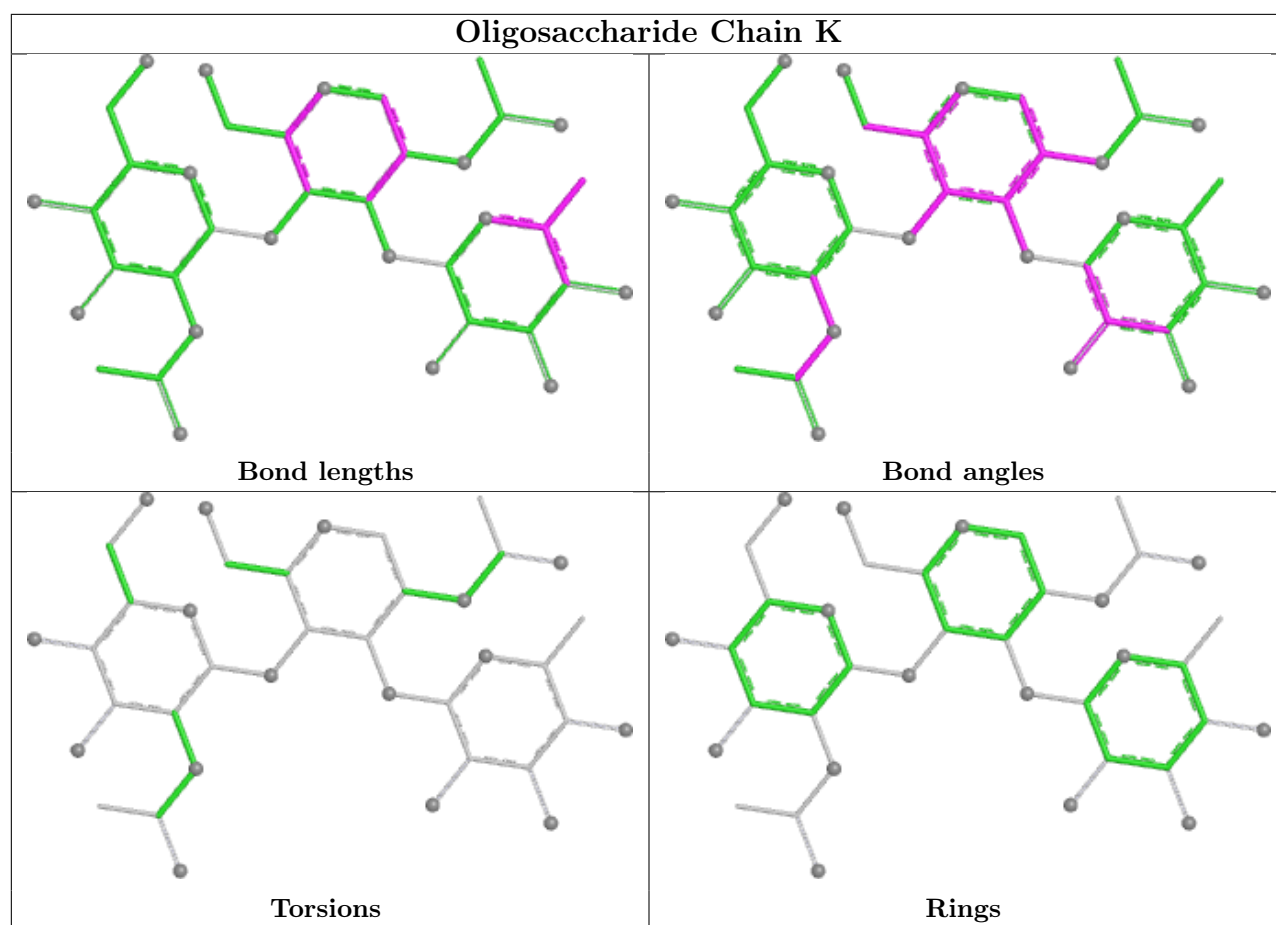 Oligosaccharide Chain K
Bond lengths
Bond angles
Torsions
Rings